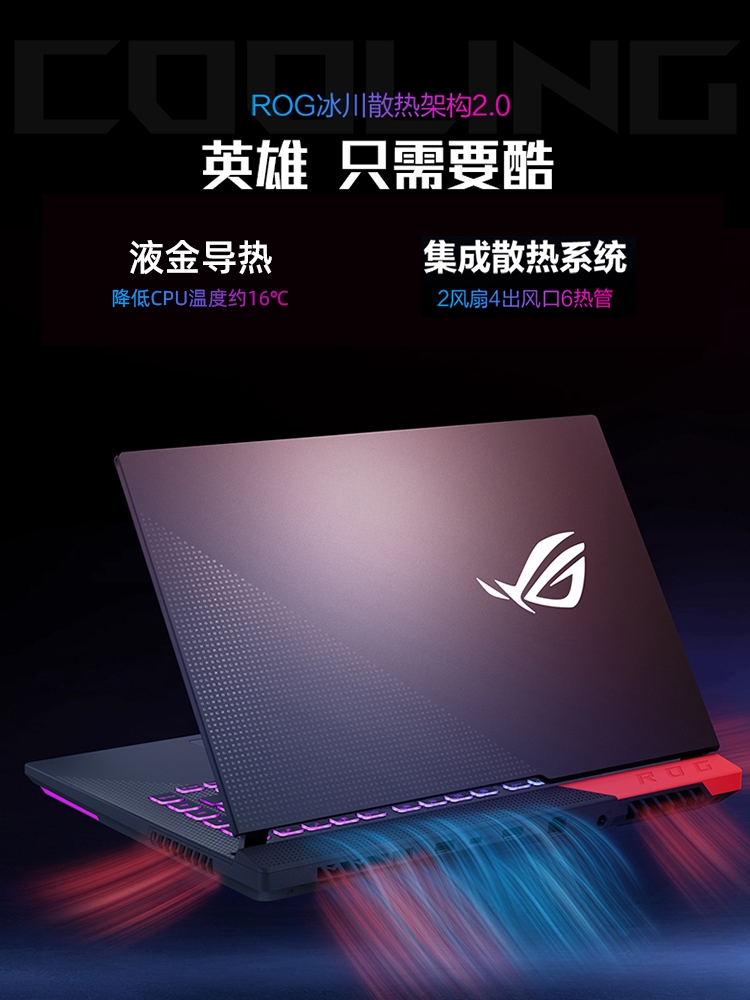 COOLING
ROG冰川散热架构2.0
英雄 只需要酷
液金导热
集成散热系统
降低CPU温度约16℃
2风扇4出风口6热管
ROG